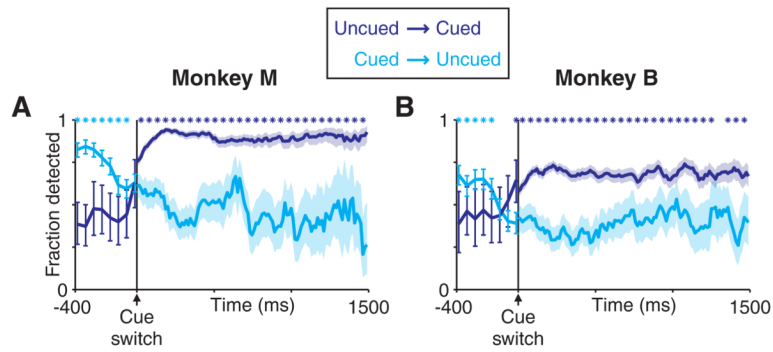 Uncued → Cued
Cued → Uncued
Monkey M
Monkey B
A
B
1
Fraction detected
0
-400
Cue
switch
Time (ms)
1500
1
0
-400
Cue
switch
Time (ms)
1500